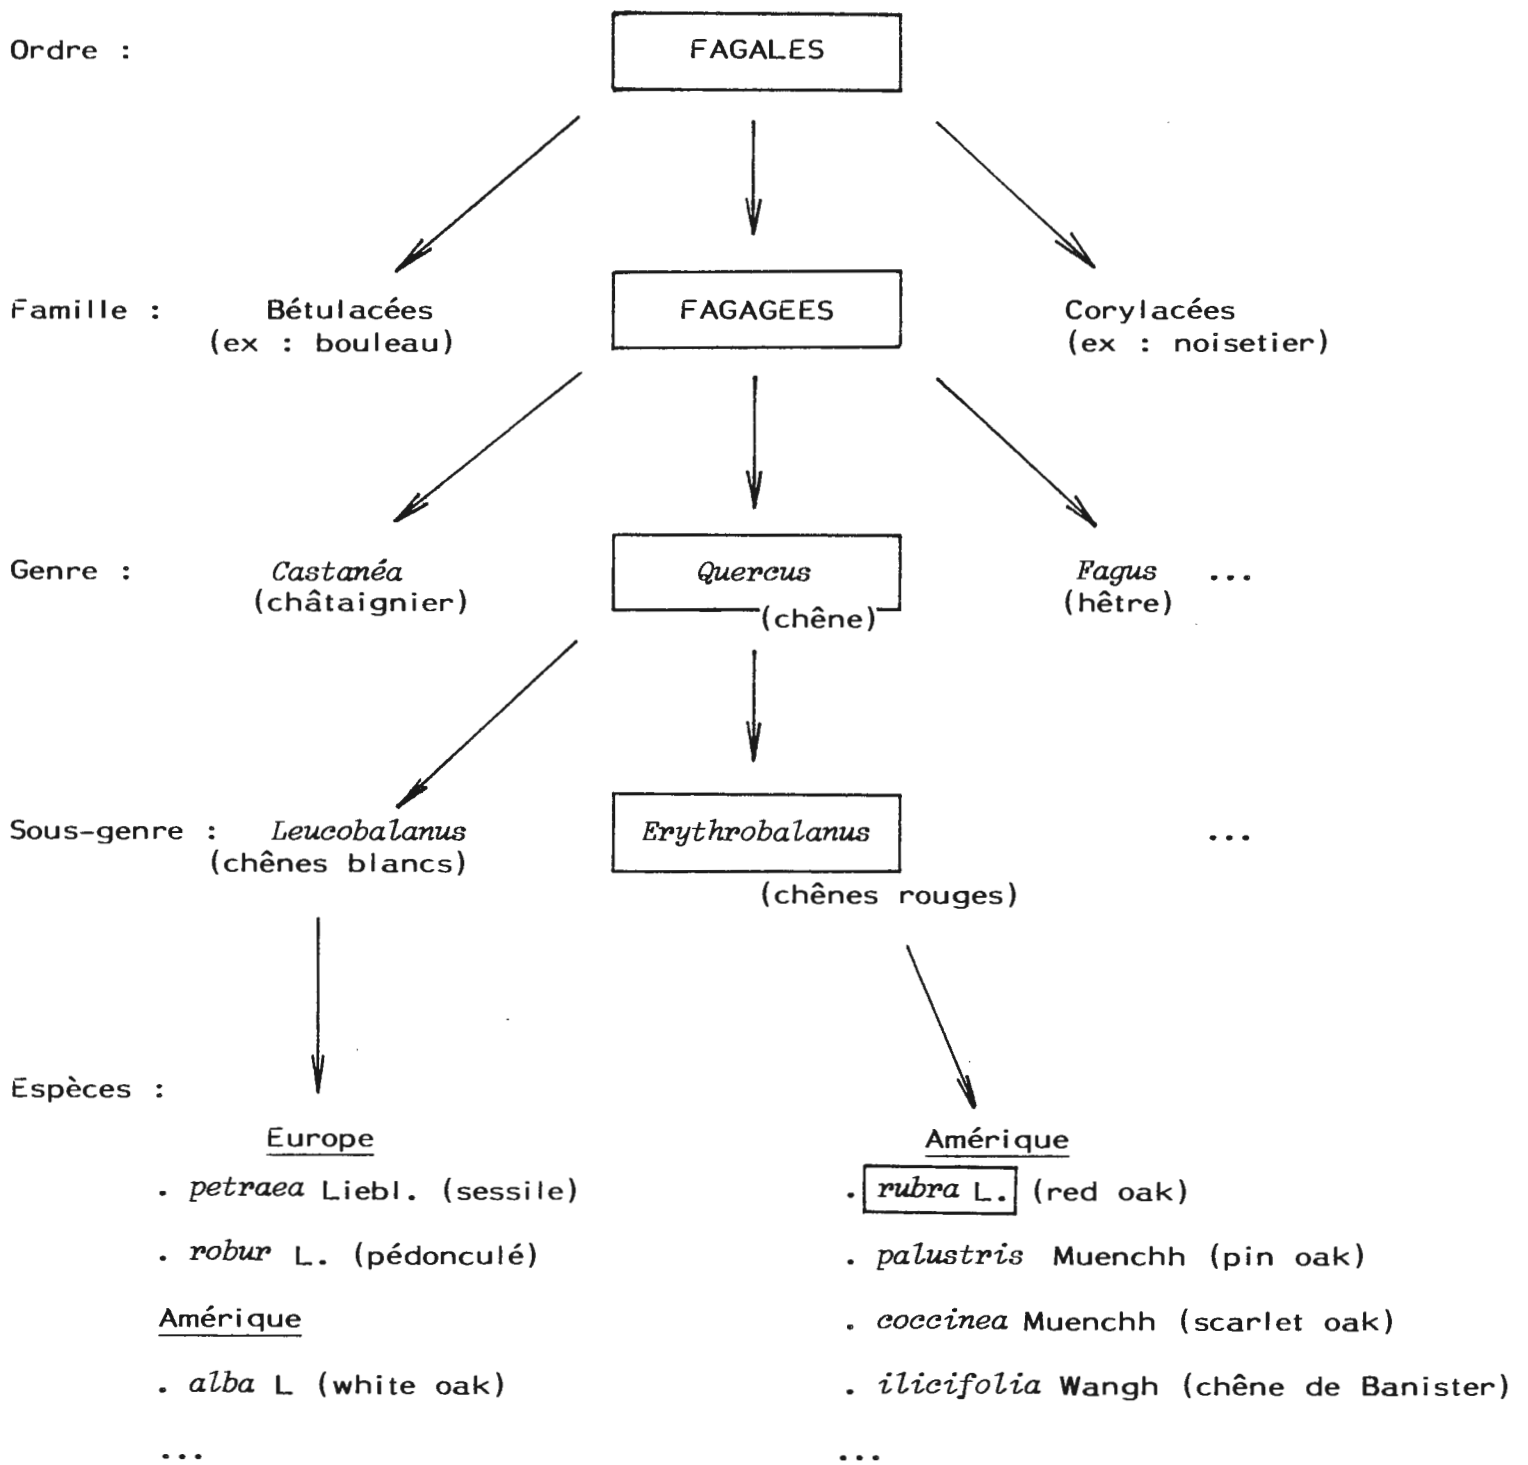 Ordre : FAGALES
Famille : Bétulacées FAGAGEES Corylacées
(ex : bouleau) (ex : noisetier)
Genre : Castanéa Quercus Fagus ...
(châtaignier) (chêne) (hêtre)
Sous-genre : Leucobalanus Erythrobalanus ...
(chênes blancs)
(chênes rouges)
Espèces :
Europe
. petraea Liebl. (sessile)
. robur L. (pédonculé)
Amérique
. alba L (white oak)
...
Amérique
. rubra L. (red oak)
. palustris Muenchh (pin oak)
. coccinea Muenchh (scarlet oak)
. ilicifolia Wangh (chêne de Banister)
...